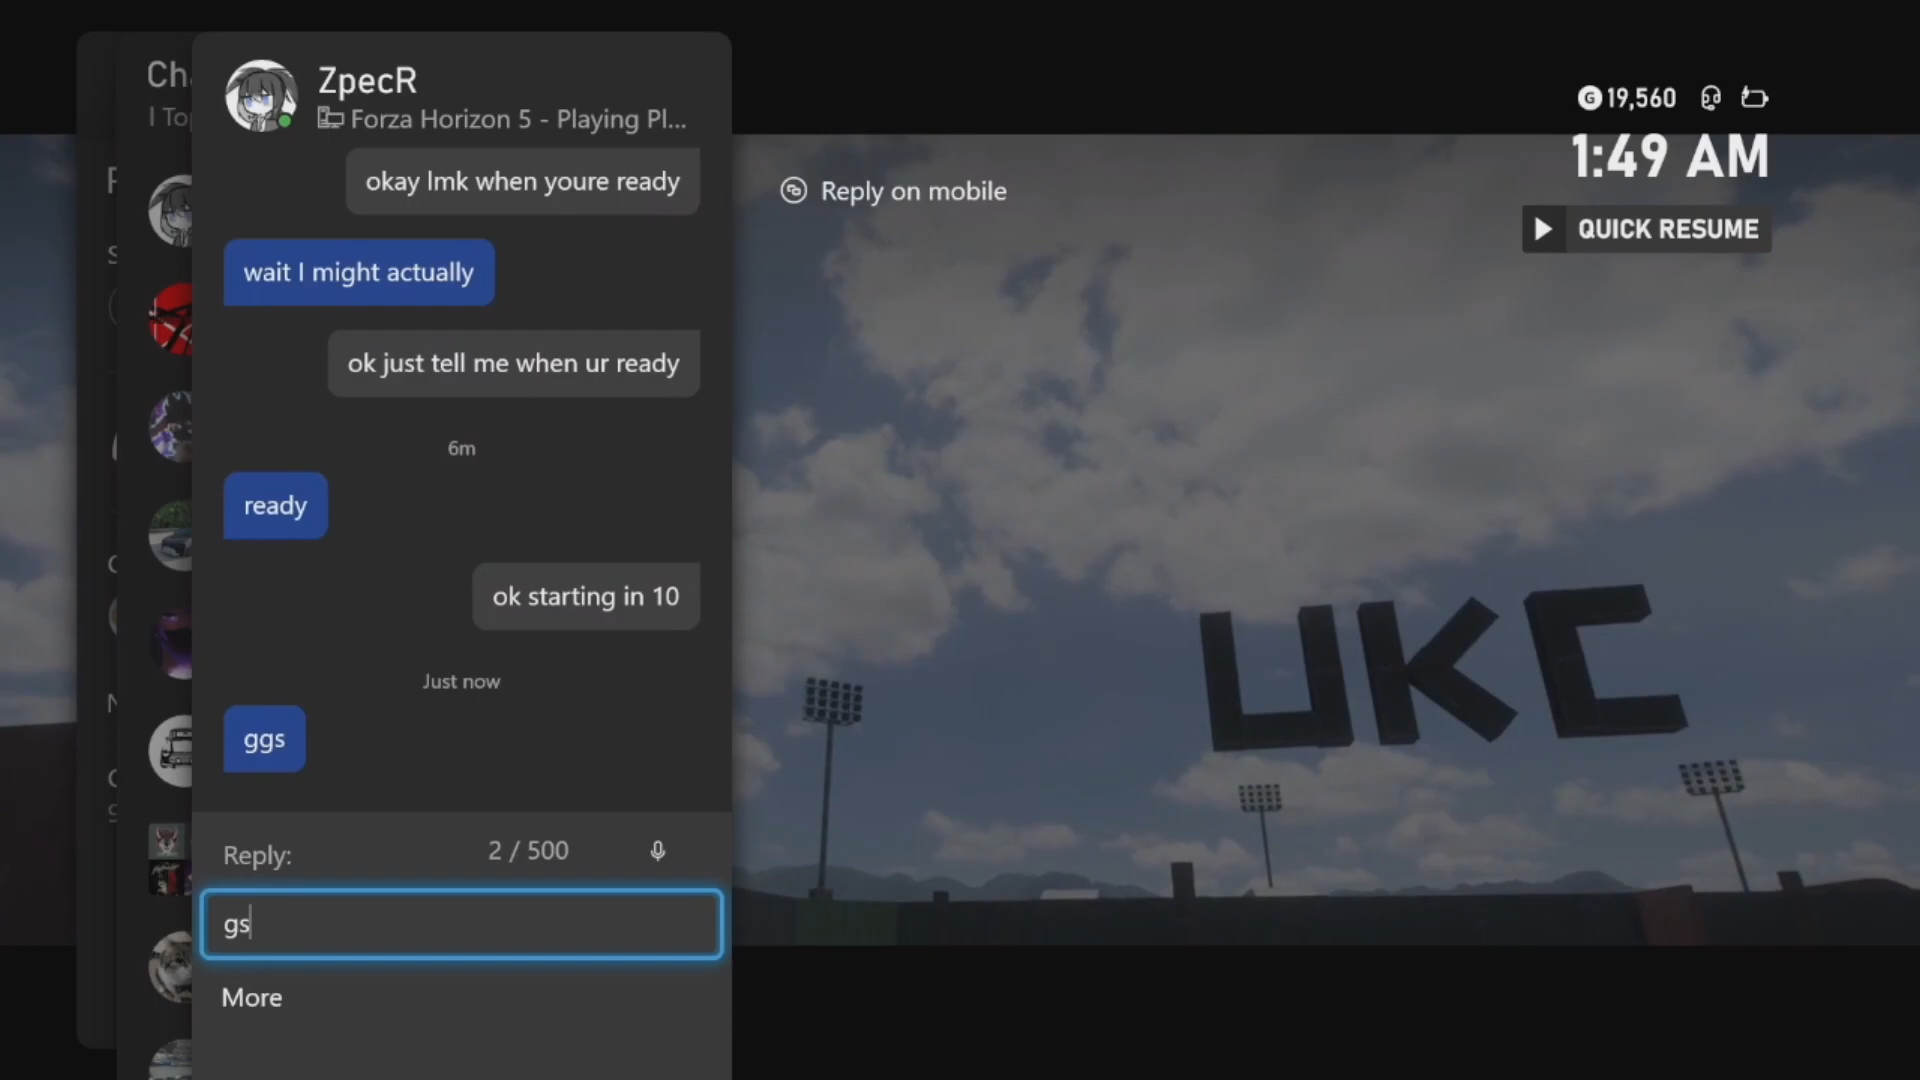 Cha
ZpecR
G 19,560
l Top
Forza Horizon 5 - Playing Pl...
1:49 AM
okay lmk when youre ready
Reply on mobile
QUICK RESUME
wait I might actually
ok just tell me when ur ready
6m
ready
ok starting in 10
UKC
Just now
ggs
Reply:
2 / 500
gs
More